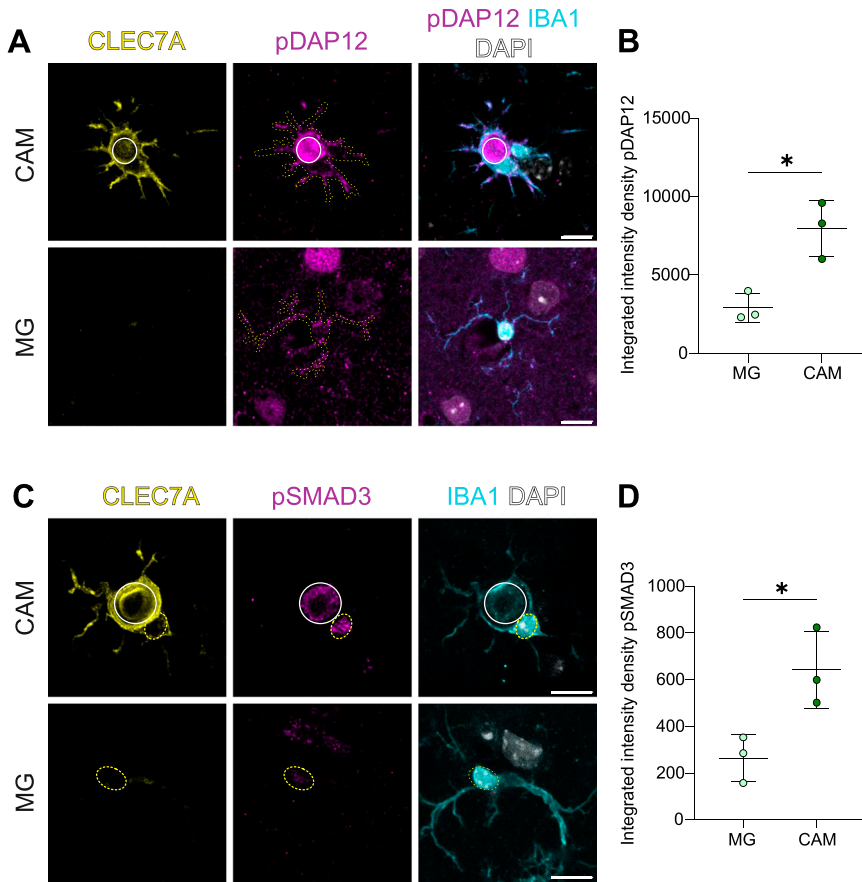 A
CLEC7A
pDAP12
pDAP12 IBA1
DAPI
CAM
MG
B
Integrated intensity density pDAP12
15000
10000
5000
0
*
MG
CAM
C
CLEC7A
pSMAD3
IBA1 DAPI
CAM
MG
D
Integrated intensity density pSMAD3
1000
800
600
400
200
0
*
MG
CAM